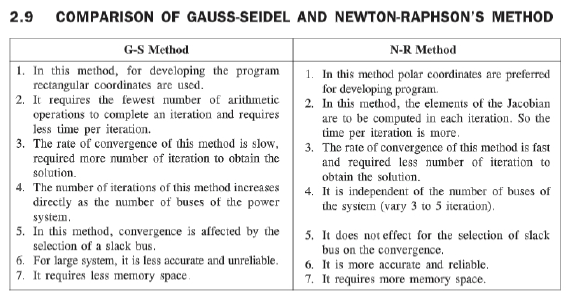 2.9 COMPARISON OF GAUSS-SEIDEL AND NEWTON-RAPHSON'S METHOD
G-S Method
1. In this method, for developing the program
rectangular coordinates are used.
2. It requires the fewest number of arithmetic
operations to complete an iteration and requires
less time per iteration.
3. The rate of convergence of this method is slow,
required more number of iteration to obtain the
solution.
4. The number of iterations of this method increases
directly as the number of buses of the power
system.
5. In this method, convergence is affected by the
selection of a slack bus.
6. For large system, it is less accurate and unreliable.
7. It requires less memory space.
N-R Method
1. In this method polar coordinates are preferred
for developing program.
2. In this method, the elements of the Jacobian
are to be computed in each iteration. So the
time per iteration is more.
3. The rate of convergence of this method is fast
and required less number of iteration to
obtain the solution.
4. It is independent of the number of buses of
the system (vary 3 to 5 iteration).
5. It does not effect for the selection of slack
bus on the convergence.
6. It is more accurate and reliable.
7. It requires more memory space.